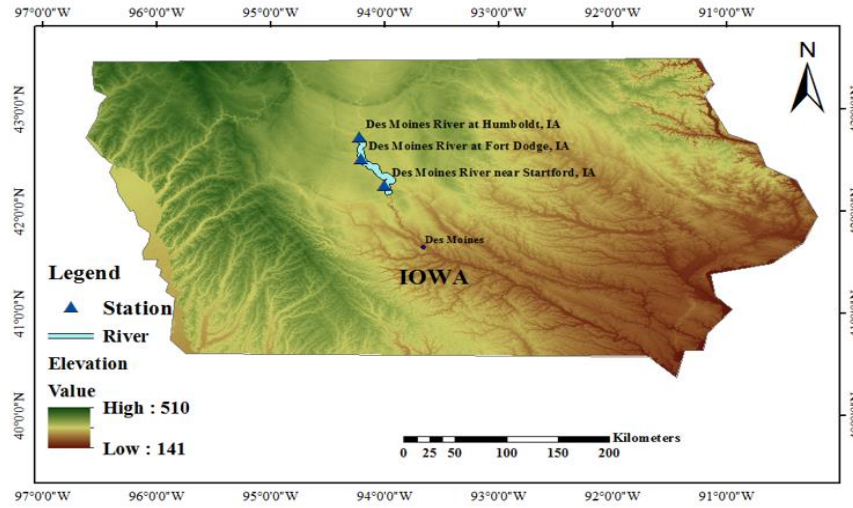 97°0'0"W 96°0'0"W 95°0'0"W 94°0'0"W 93°0'0"W 92°0'0"W 91°0'0"W
N
43°0'0"N
42°0'0"N
41°0'0"N
40°0'0"N
Des Moines River at Humboldt, IA
Des Moines River at Fort Dodge, IA
Des Moines River near Startford, IA
Des Moines
IOWA
Legend
Station
River
Elevation
Value
High : 510
Low : 141
Kilometers
0 25 50 100 150 200
97°0'0"W 96°0'0"W 95°0'0"W 94°0'0"W 93°0'0"W 92°0'0"W 91°0'0"W